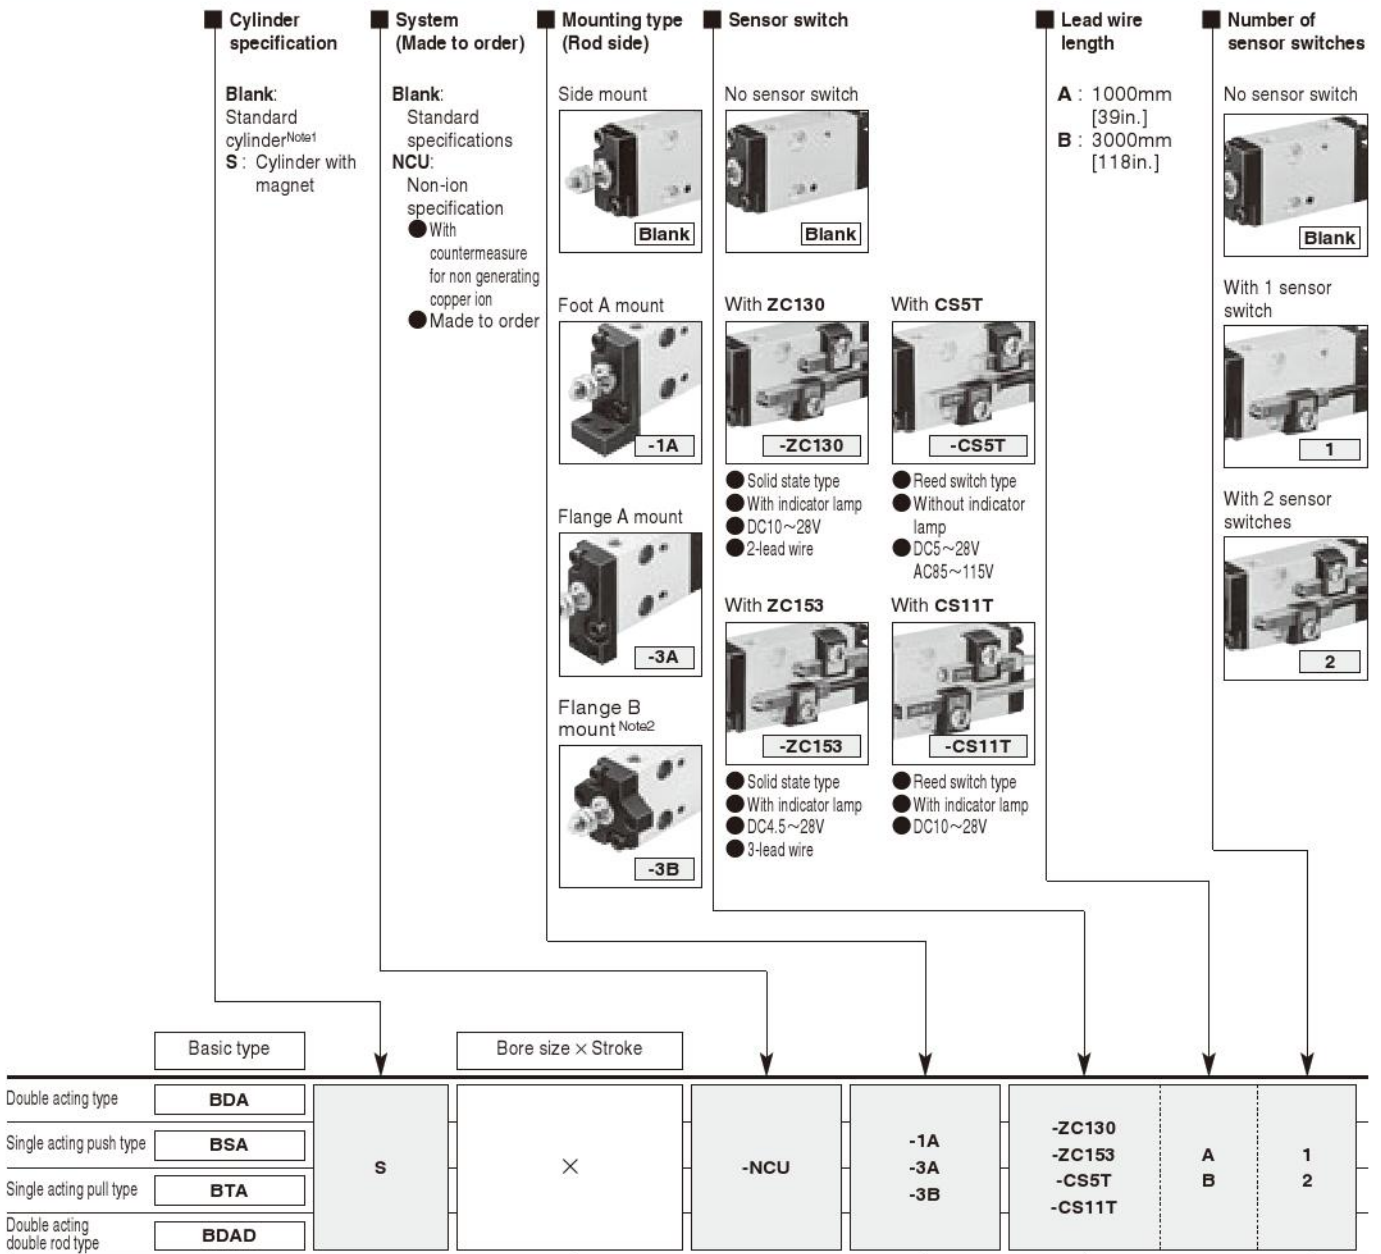 Cylinder
specification
Blank:
Standard
cylinderNote1
S : Cylinder with
magnet
System
(Made to order)
Blank:
Standard
specifications
NCU:
Non-ion
specification
●With
countermeasure
for non generating
copper ion
●Made to order
Mounting type
(Rod side)
Side mount
Blank
Foot A mount
-1A
Flange A mount
-3A
Flange B
mount Note2
-3B
Sensor switch
No sensor switch
Blank
With ZC130
-ZC130
●Solid state type
●With indicator lamp
●DC10～28V
●2-lead wire
With CS5T
-CS5T
●Reed switch type
●Without indicator
lamp
●DC5～28V
AC85～115V
With ZC153
-ZC153
●Solid state type
●With indicator lamp
●DC4.5～28V
●3-lead wire
With CS11T
-CS11T
●Reed switch type
●With indicator lamp
●DC10～28V
Lead wire
length
A : 1000mm
[39in.]
B : 3000mm
[118in.]
Number of
sensor switches
No sensor switch
Blank
With 1 sensor
switch
1
With 2 sensor
switches
2
Basic type
Bore size × Stroke
Double acting type
BDA
Single acting push type
BSA
Single acting pull type
BTA
Double acting
double rod type
BDAD
S
×
-NCU
-1A
-3A
-3B
-ZC130
-ZC153
-CS5T
-CS11T
A
B
1
2